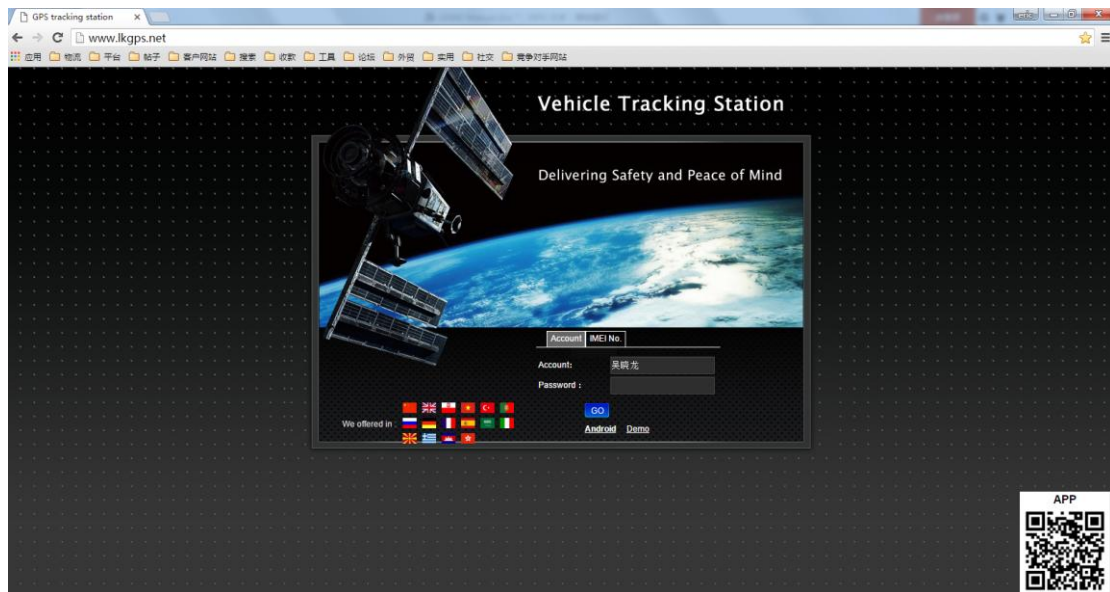 GPS tracking station
www.lkgps.net
应用 物流 平台 帖子 客户网站 搜索 收款 工具 论坛 外贸 实用 社交 竞争对手网站
Vehicle Tracking Station
Delivering Safety and Peace of Mind
Account IMEI No.
Account: 吴晓龙
Password :
GO
We offered in :
Android Demo
APP